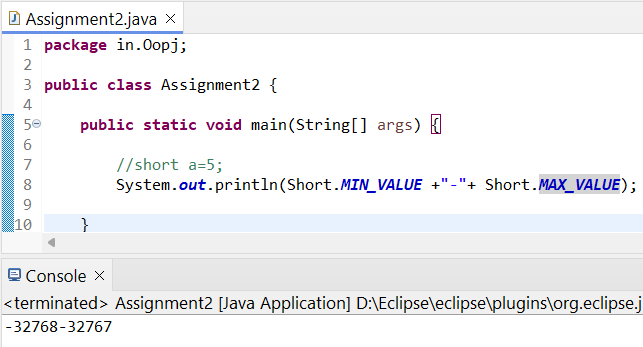 Assignment2.java
1 package in.Oopj;
2
3 public class Assignment2 {
4
5 public static void main(String[] args) {
6
7 //short a=5;
8 System.out.println(Short.MIN_VALUE +"-"+ Short.MAX_VALUE);
9
10 }
Console
<terminated> Assignment2 [Java Application] D:\Eclipse\eclipse\plugins\org.eclipse.j
-32768-32767